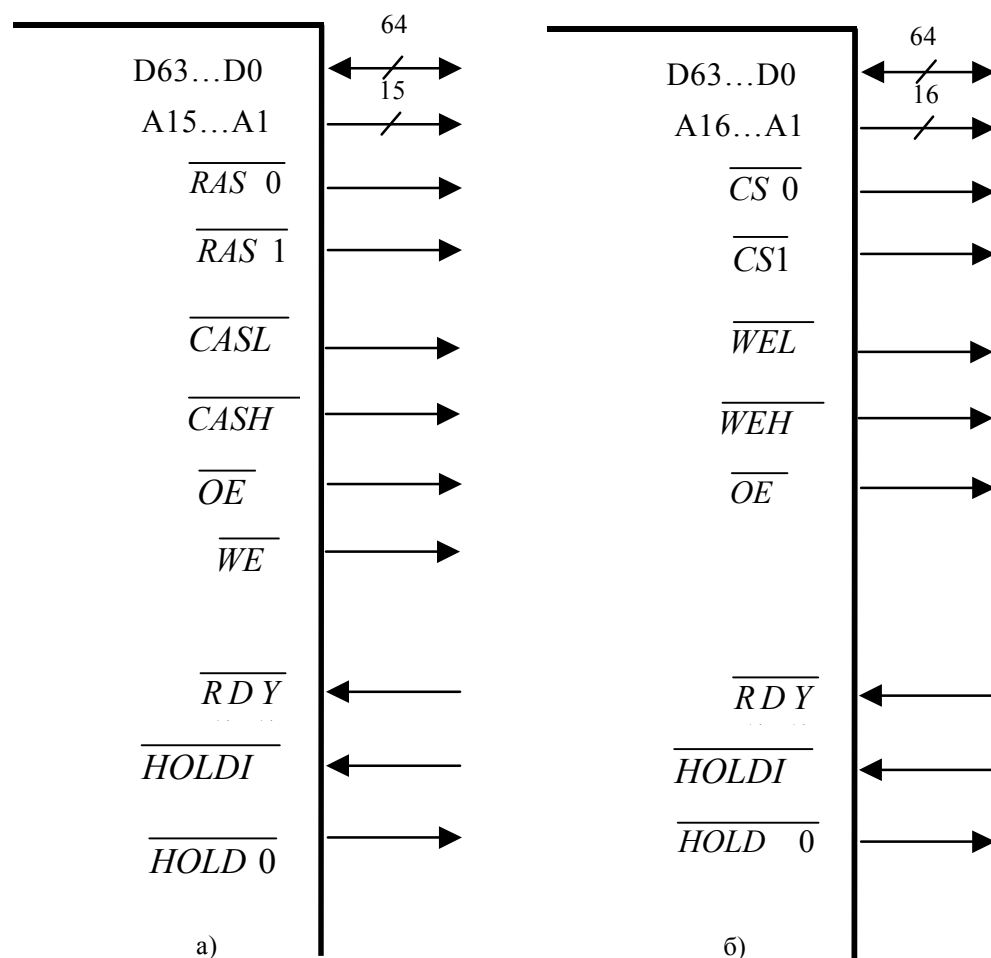 64
D63…D0
15
A15…A1
RAS 0
RAS 1
CASL
CASH
OE
WE
RDY
HOLDI
HOLD 0
а)
64
D63…D0
16
A16…A1
CS 0
CS1
WEL
WEH
OE
RDY
HOLDI
HOLD 0
б)